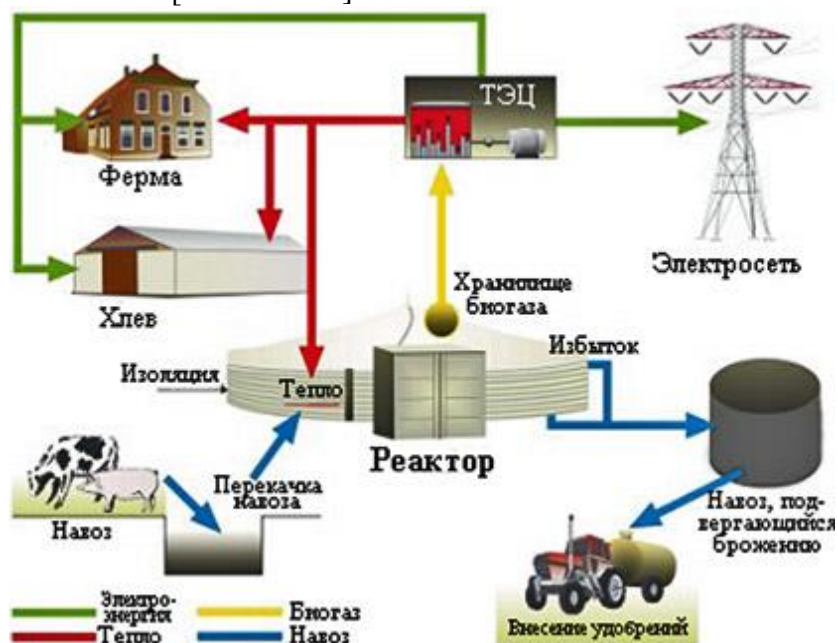 ТЭЦ
Ферма
Электросеть
Хлев
Хранилище
биогаза
Избыток
Изоляция
Тепло
Реактор
Перекачка
навоза
Навоз
Навоз, под-
вергающийся
брожению
Внесение удобрений
Электро-
энергия
Биогаз
Тепло
Навоз